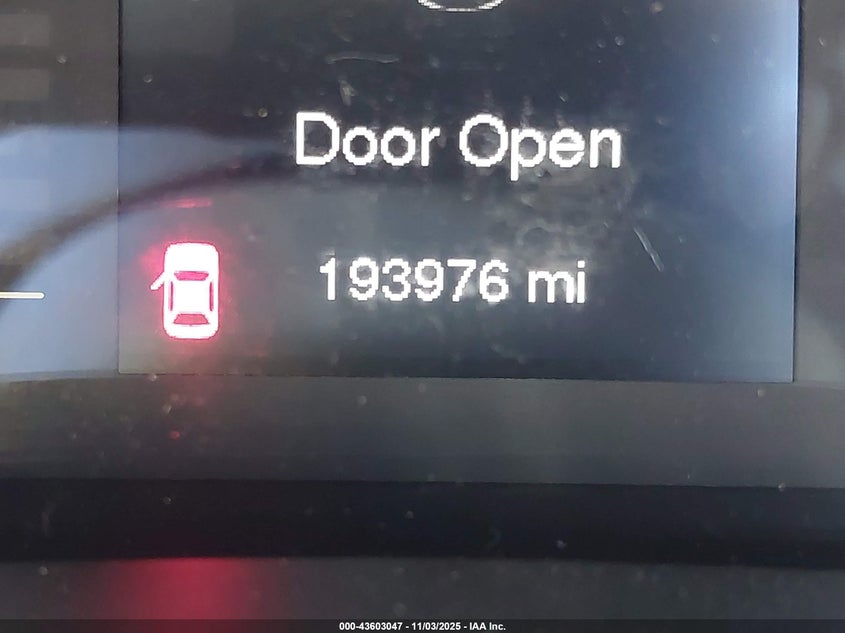 Door Open
193976 mi
000-43603047 - 11/03/2025 - IAA Inc.